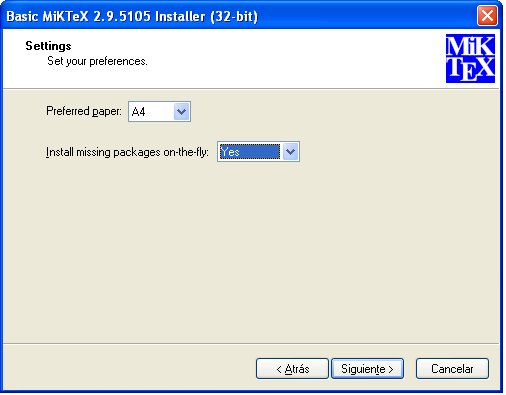 Basic MiKTeX 2.9.5105 Installer (32-bit)
Settings
Set your preferences.
MiK
TEX
Preferred paper: A4
Install missing packages on-the-fly: Yes
< Atrás Siguiente > Cancelar